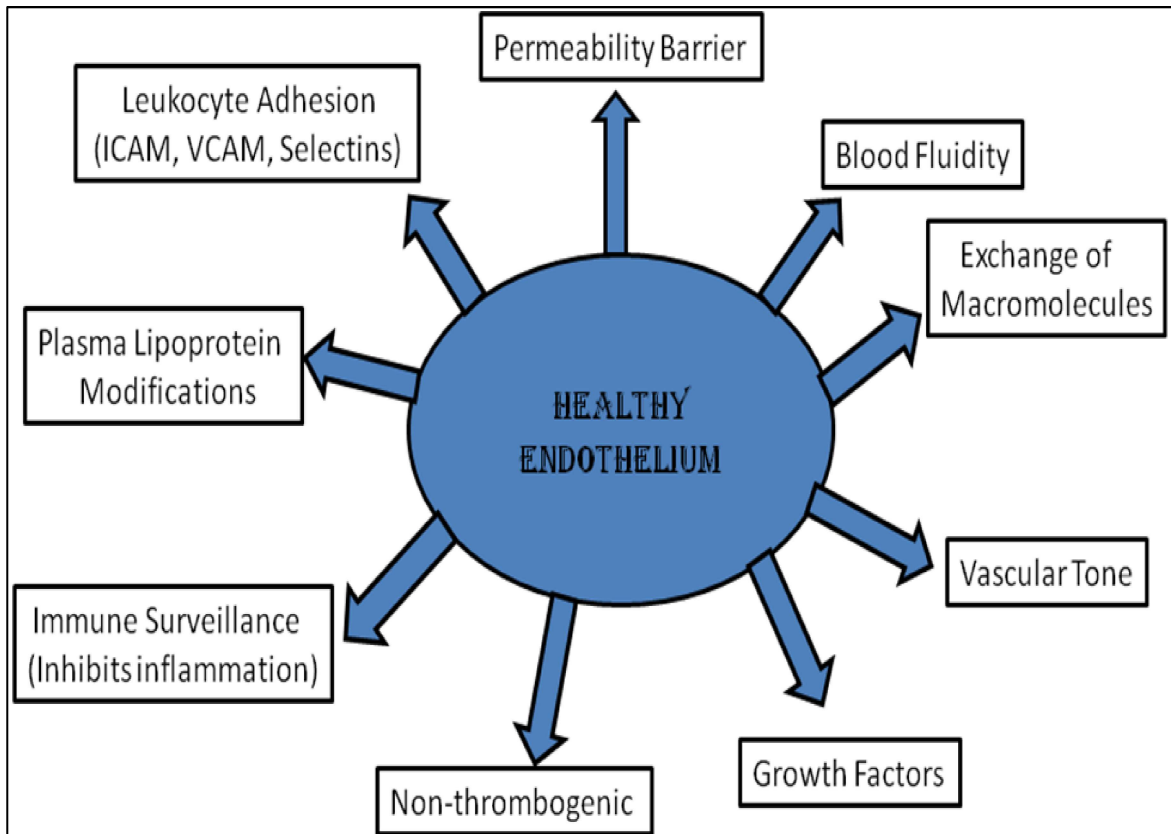 Permeability Barrier
Leukocyte Adhesion
(ICAM, VCAM, Selectins)
Blood Fluidity
Exchange of
Macromolecules
Plasma Lipoprotein
Modifications
HEALTHY
ENDOTHELIUM
Vascular Tone
Immune Surveillance
(Inhibits inflammation)
Growth Factors
Non-thrombogenic